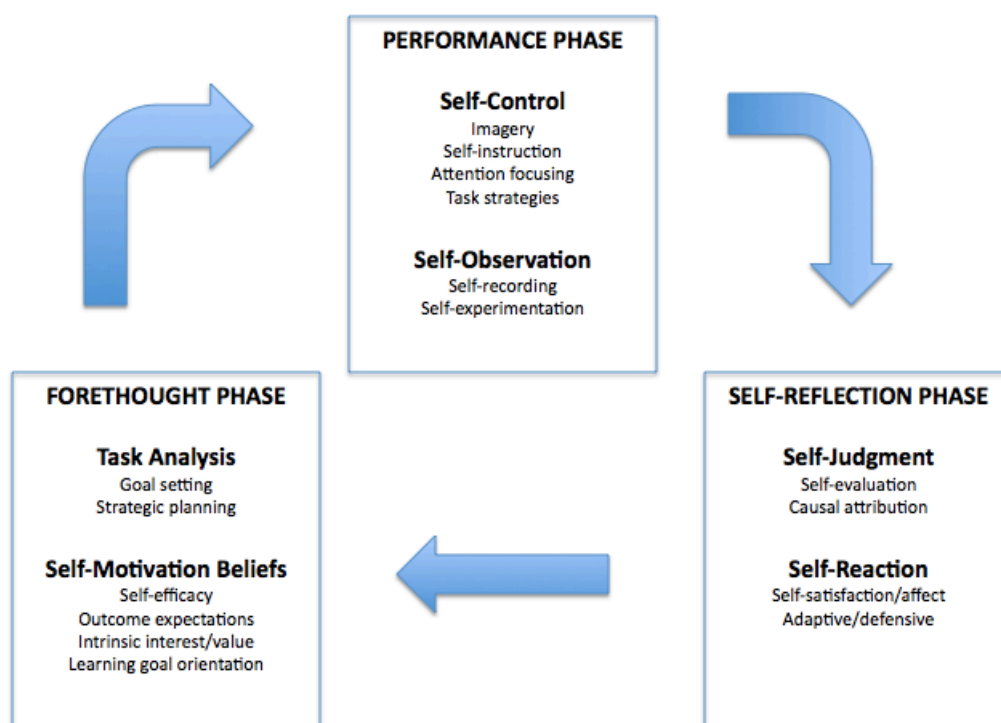 PERFORMANCE PHASE
Self-Control
Imagery
Self-instruction
Attention focusing
Task strategies
Self-Observation
Self-recording
Self-experimentation
FORETHOUGHT PHASE
Task Analysis
Goal setting
Strategic planning
Self-Motivation Beliefs
Self-efficacy
Outcome expectations
Intrinsic interest/value
Learning goal orientation
SELF-REFLECTION PHASE
Self-Judgment
Self-evaluation
Causal attribution
Self-Reaction
Self-satisfaction/affect
Adaptive/defensive